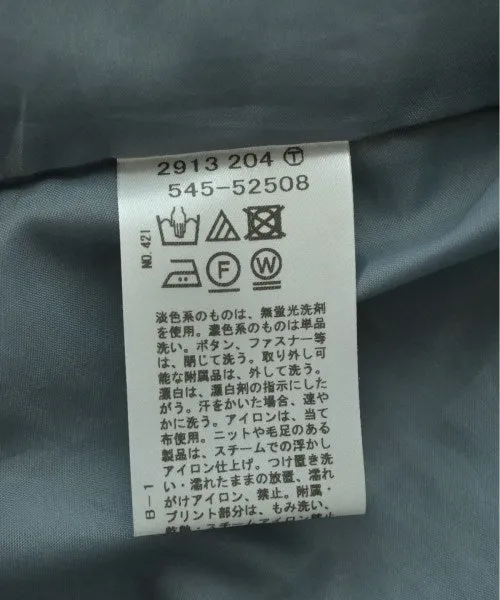 2913 204 Ⓣ
545-52508
NO.421
F
W
淡色系のものは、無蛍光洗剤
を使用。濃色系のものは単品
洗い。ボタン、ファスナー等
は、閉じて洗う。取り外し可
能な附属品は、外して洗う。
漂白は、漂白剤の指示にした
がう。汗をかいた場合、速や
かに洗う。アイロンは、当て
布使用。ニットや毛足のある
製品は、スチームでの浮かし
アイロン仕上げ。つけ置き洗
い・濡れたままの放置、濡れ
がけアイロン、禁止。附属・
プリント部分は、もみ洗い、
B-1